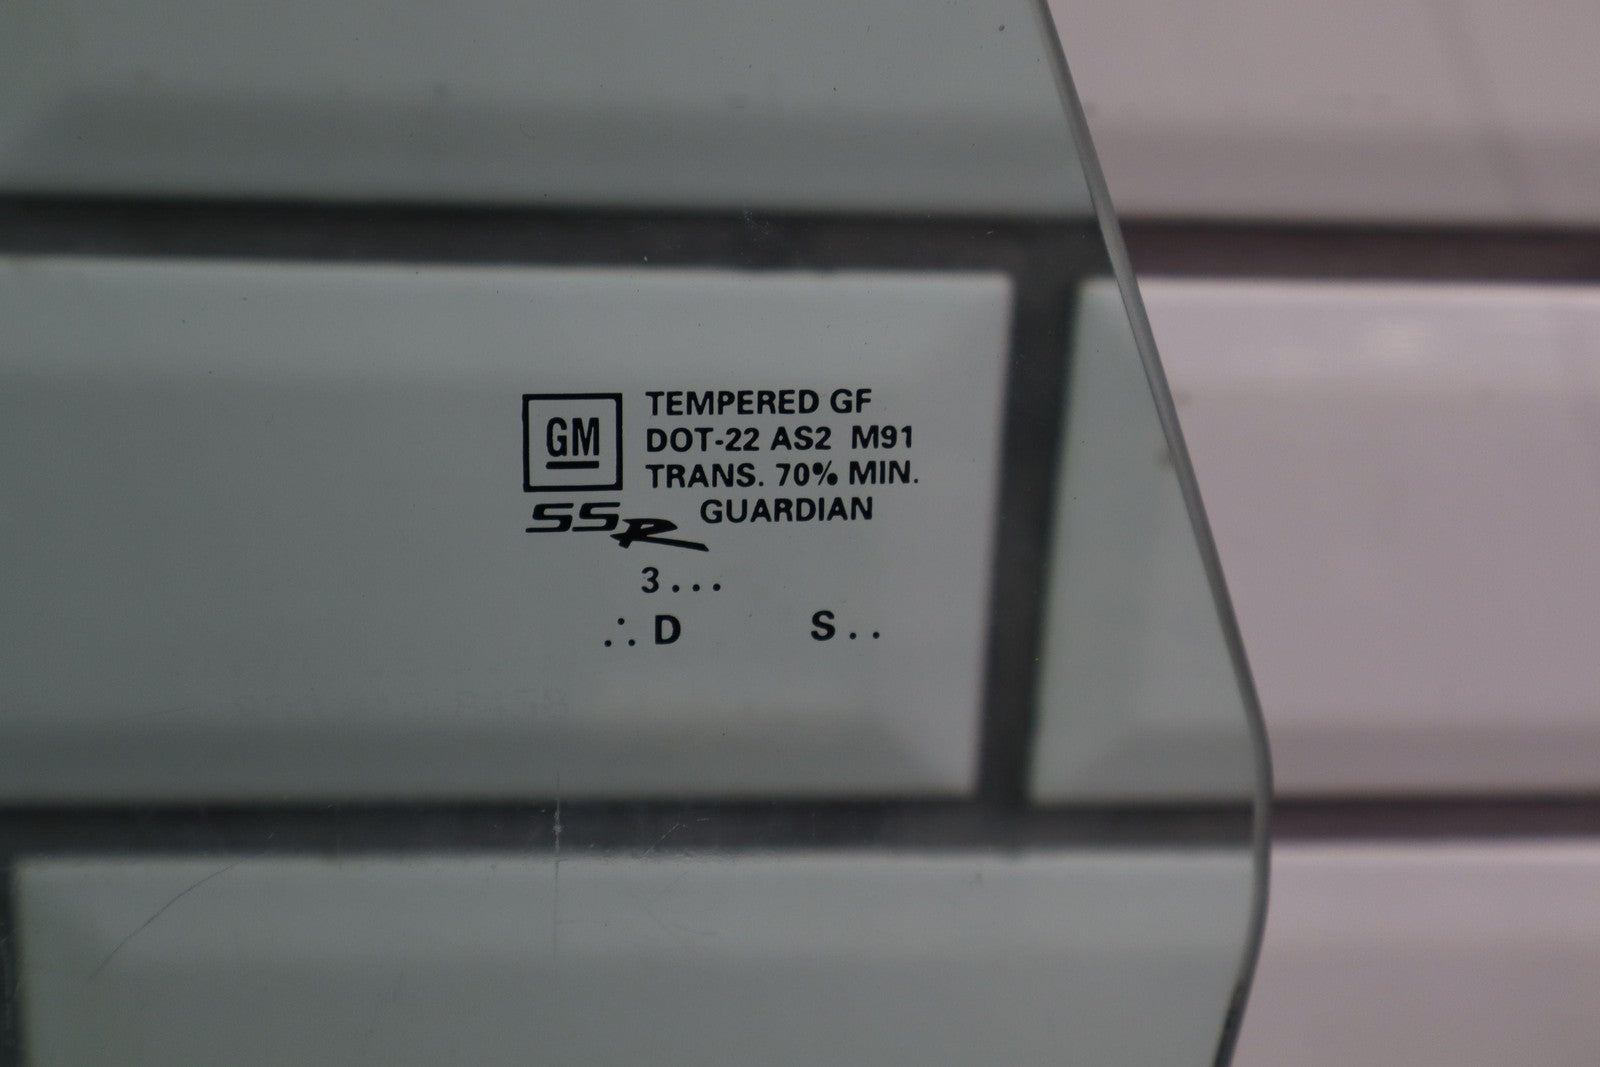 GM
TEMPERED GF
DOT-22 AS2 M91
TRANS. 70% MIN.
SSR GUARDIAN
3...
∴ D S..